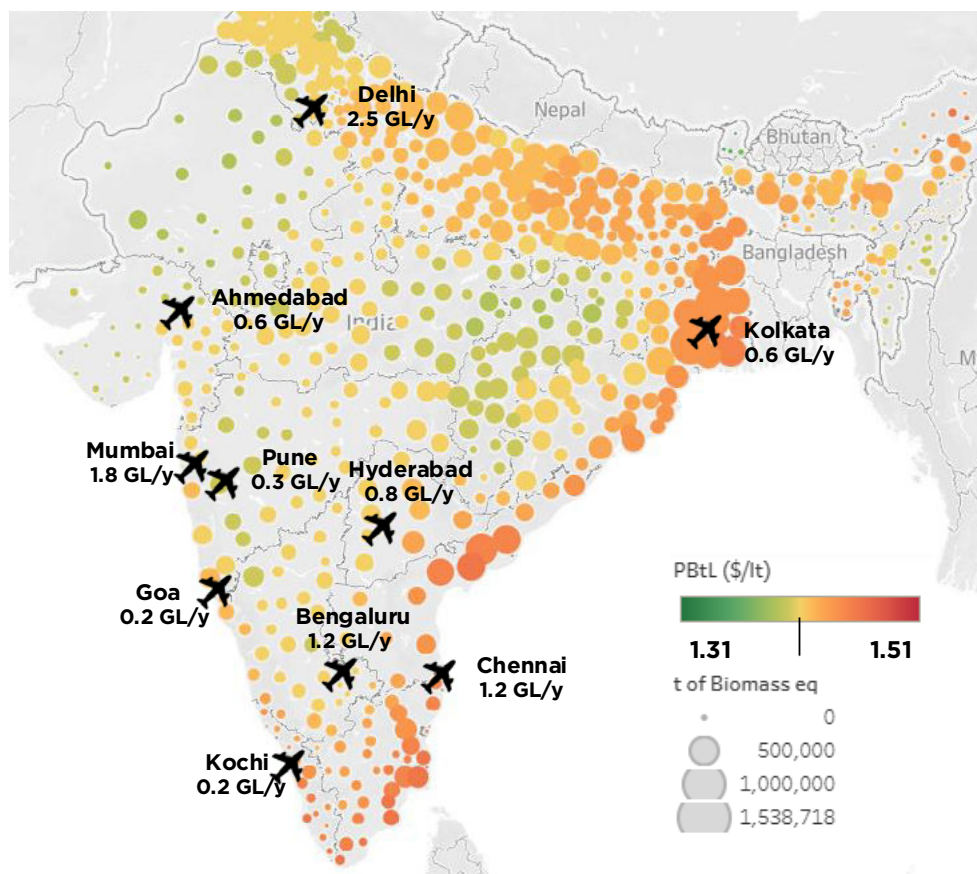 Delhi
2.5 GL/y
Nepal
Bhutan
Bangladesh
Ahmedabad
0.6 GL/y
India
Kolkata
0.6 GL/y
M
Mumbai
1.8 GL/y
Pune
0.3 GL/y
Hyderabad
0.8 GL/y
Goa
0.2 GL/y
Bengaluru
1.2 GL/y
Chennai
1.2 GL/y
Kochi
0.2 GL/y
PBtL ($/lt)
1.31 1.51
t of Biomass eq
0
500,000
1,000,000
1,538,718